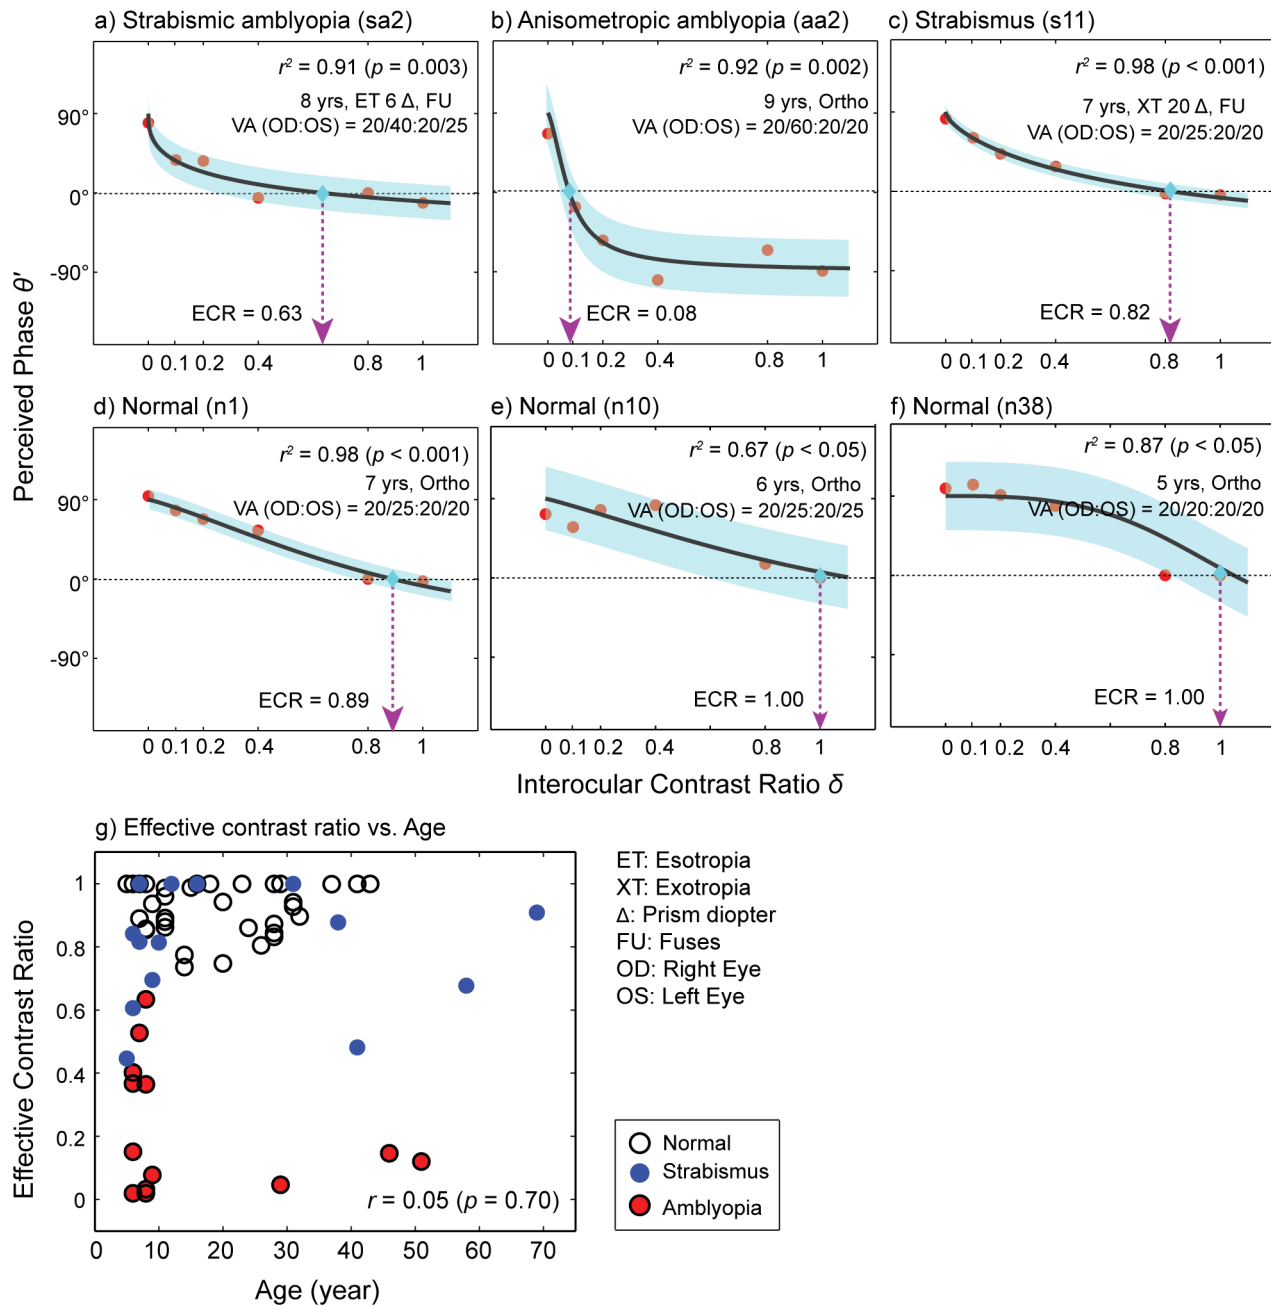 a) Strabismic amblyopia (sa2)
r² = 0.91 (p = 0.003)
8 yrs, ET 6 Δ, FU
VA (OD:OS) = 20/40:20/25
90°
0°
-90°
ECR = 0.63
0 0.1 0.2 0.4 0.8 1
b) Anisometropic amblyopia (aa2)
r² = 0.92 (p = 0.002)
9 yrs, Ortho
VA (OD:OS) = 20/60:20/20
ECR = 0.08
0 0.1 0.2 0.4 0.8 1
c) Strabismus (s11)
r² = 0.98 (p < 0.001)
7 yrs, XT 20 Δ, FU
VA (OD:OS) = 20/25:20/20
ECR = 0.82
0 0.1 0.2 0.4 0.8 1
Perceived Phase θ′
d) Normal (n1)
r² = 0.98 (p < 0.001)
7 yrs, Ortho
VA (OD:OS) = 20/25:20/20
90°
0°
-90°
ECR = 0.89
0 0.1 0.2 0.4 0.8 1
e) Normal (n10)
r² = 0.67 (p < 0.05)
6 yrs, Ortho
VA (OD:OS) = 20/25:20/25
ECR = 1.00
0 0.1 0.2 0.4 0.8 1
f) Normal (n38)
r² = 0.87 (p < 0.05)
5 yrs, Ortho
VA (OD:OS) = 20/20:20/20
ECR = 1.00
0 0.1 0.2 0.4 0.8 1
Interocular Contrast Ratio δ
g) Effective contrast ratio vs. Age
Effective Contrast Ratio
1
0.8
0.6
0.4
0.2
0
r = 0.05 (p = 0.70)
0 10 20 30 40 50 60 70
Age (year)
ET: Esotropia
XT: Exotropia
Δ: Prism diopter
FU: Fuses
OD: Right Eye
OS: Left Eye
Normal
Strabismus
Amblyopia